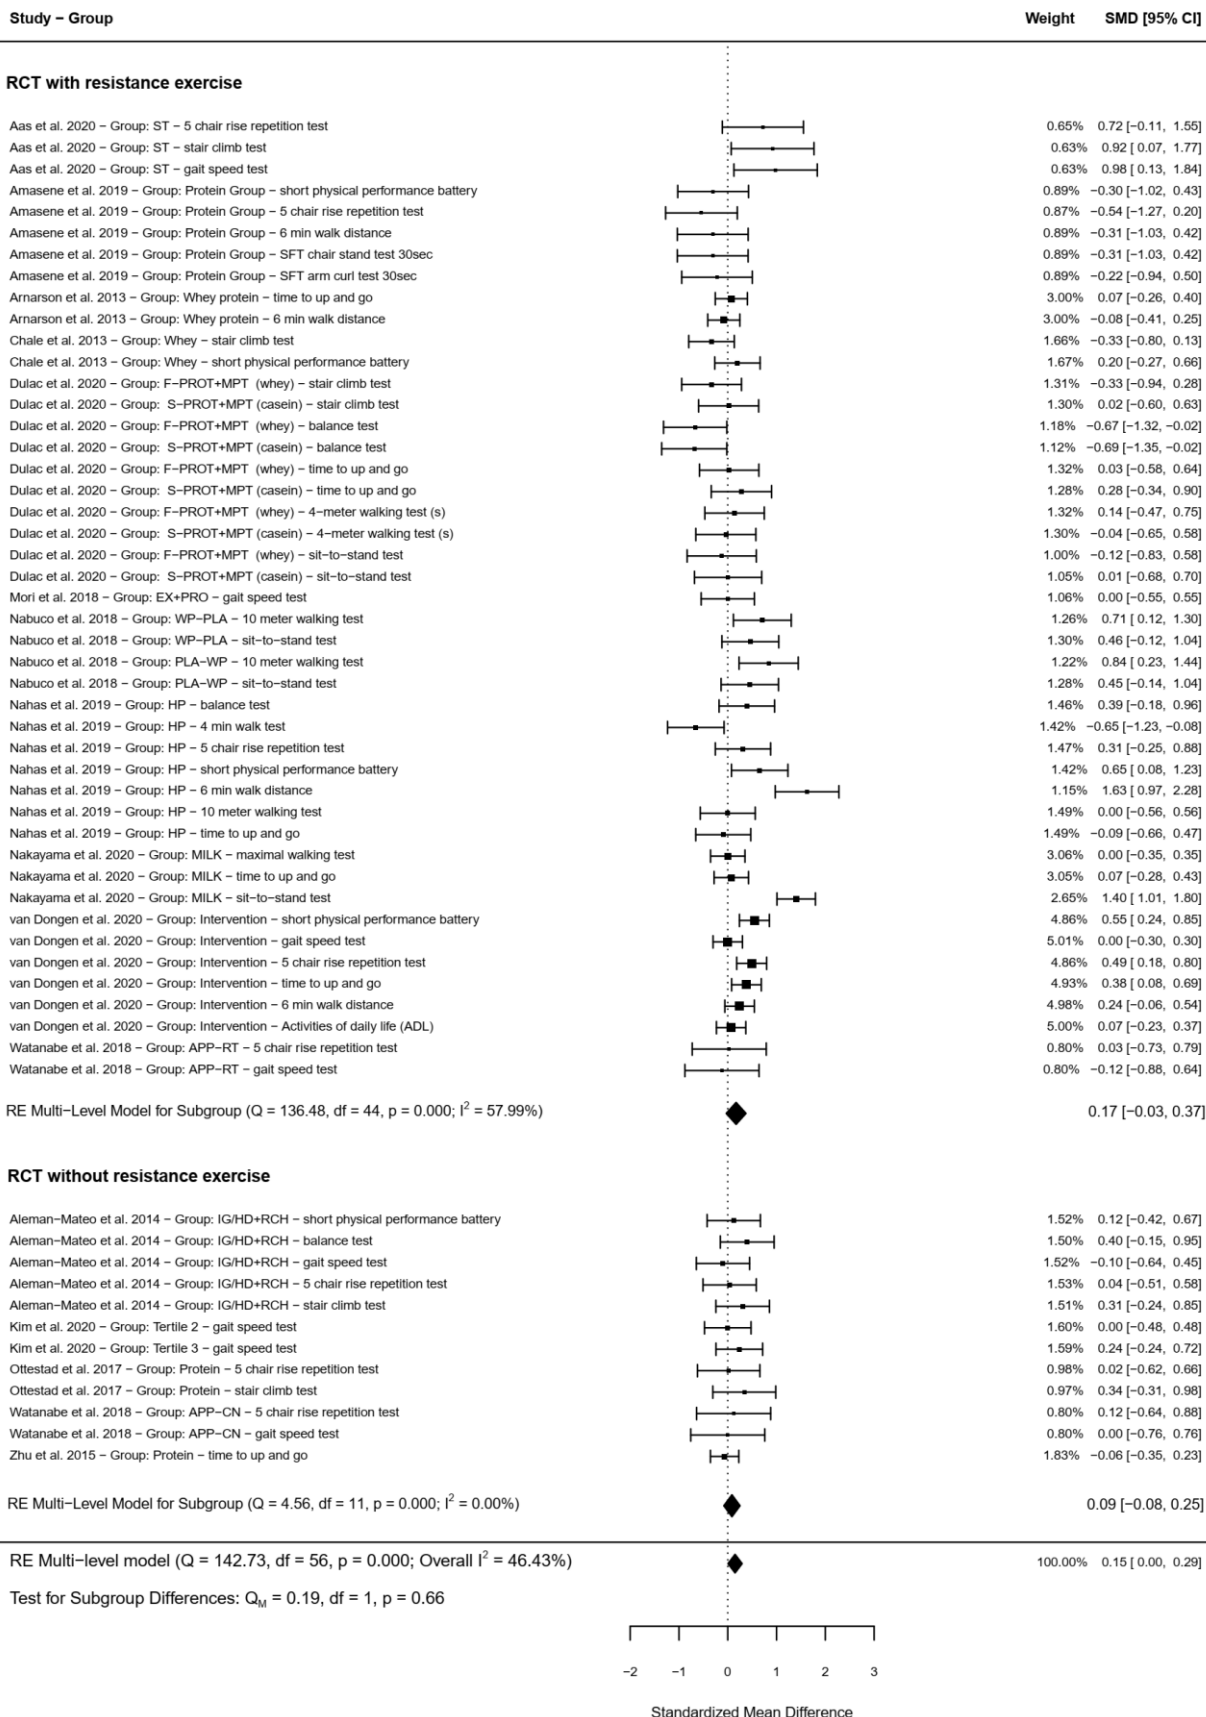 Study − Group Weight SMD [95% CI]
RCT with resistance exercise
Aas et al. 2020 − Group: ST − 5 chair rise repetition test 0.65% 0.72 [−0.11, 1.55]
Aas et al. 2020 − Group: ST − stair climb test 0.63% 0.92 [ 0.07, 1.77]
Aas et al. 2020 − Group: ST − gait speed test 0.63% 0.98 [ 0.13, 1.84]
Amasene et al. 2019 − Group: Protein Group − short physical performance battery 0.89% −0.30 [−1.02, 0.43]
Amasene et al. 2019 − Group: Protein Group − 5 chair rise repetition test 0.87% −0.54 [−1.27, 0.20]
Amasene et al. 2019 − Group: Protein Group − 6 min walk distance 0.89% −0.31 [−1.03, 0.42]
Amasene et al. 2019 − Group: Protein Group − SFT chair stand test 30sec 0.89% −0.31 [−1.03, 0.42]
Amasene et al. 2019 − Group: Protein Group − SFT arm curl test 30sec 0.89% −0.22 [−0.94, 0.50]
Arnarson et al. 2013 − Group: Whey protein − time to up and go 3.00% 0.07 [−0.26, 0.40]
Arnarson et al. 2013 − Group: Whey protein − 6 min walk distance 3.00% −0.08 [−0.41, 0.25]
Chale et al. 2013 − Group: Whey − stair climb test 1.66% −0.33 [−0.80, 0.13]
Chale et al. 2013 − Group: Whey − short physical performance battery 1.67% 0.20 [−0.27, 0.66]
Dulac et al. 2020 − Group: F−PROT+MPT (whey) − stair climb test 1.31% −0.33 [−0.94, 0.28]
Dulac et al. 2020 − Group: S−PROT+MPT (casein) − stair climb test 1.30% 0.02 [−0.60, 0.63]
Dulac et al. 2020 − Group: F−PROT+MPT (whey) − balance test 1.18% −0.67 [−1.32, −0.02]
Dulac et al. 2020 − Group: S−PROT+MPT (casein) − balance test 1.12% −0.69 [−1.35, −0.02]
Dulac et al. 2020 − Group: F−PROT+MPT (whey) − time to up and go 1.32% 0.03 [−0.58, 0.64]
Dulac et al. 2020 − Group: S−PROT+MPT (casein) − time to up and go 1.28% 0.28 [−0.34, 0.90]
Dulac et al. 2020 − Group: F−PROT+MPT (whey) − 4−meter walking test (s) 1.32% 0.14 [−0.47, 0.75]
Dulac et al. 2020 − Group: S−PROT+MPT (casein) − 4−meter walking test (s) 1.30% −0.04 [−0.65, 0.58]
Dulac et al. 2020 − Group: F−PROT+MPT (whey) − sit−to−stand test 1.00% −0.12 [−0.83, 0.58]
Dulac et al. 2020 − Group: S−PROT+MPT (casein) − sit−to−stand test 1.05% 0.01 [−0.68, 0.70]
Mori et al. 2018 − Group: EX+PRO − gait speed test 1.06% 0.00 [−0.55, 0.55]
Nabuco et al. 2018 − Group: WP−PLA − 10 meter walking test 1.26% 0.71 [ 0.12, 1.30]
Nabuco et al. 2018 − Group: WP−PLA − sit−to−stand test 1.30% 0.46 [−0.12, 1.04]
Nabuco et al. 2018 − Group: PLA−WP − 10 meter walking test 1.22% 0.84 [ 0.23, 1.44]
Nabuco et al. 2018 − Group: PLA−WP − sit−to−stand test 1.28% 0.45 [−0.14, 1.04]
Nahas et al. 2019 − Group: HP − balance test 1.46% 0.39 [−0.18, 0.96]
Nahas et al. 2019 − Group: HP − 4 min walk test 1.42% −0.65 [−1.23, −0.08]
Nahas et al. 2019 − Group: HP − 5 chair rise repetition test 1.47% 0.31 [−0.25, 0.88]
Nahas et al. 2019 − Group: HP − short physical performance battery 1.42% 0.65 [ 0.08, 1.23]
Nahas et al. 2019 − Group: HP − 6 min walk distance 1.15% 1.63 [ 0.97, 2.28]
Nahas et al. 2019 − Group: HP − 10 meter walking test 1.49% 0.00 [−0.56, 0.56]
Nahas et al. 2019 − Group: HP − time to up and go 1.49% −0.09 [−0.66, 0.47]
Nakayama et al. 2020 − Group: MILK − maximal walking test 3.06% 0.00 [−0.35, 0.35]
Nakayama et al. 2020 − Group: MILK − time to up and go 3.05% 0.07 [−0.28, 0.43]
Nakayama et al. 2020 − Group: MILK − sit−to−stand test 2.65% 1.40 [ 1.01, 1.80]
van Dongen et al. 2020 − Group: Intervention − short physical performance battery 4.86% 0.55 [ 0.24, 0.85]
van Dongen et al. 2020 − Group: Intervention − gait speed test 5.01% 0.00 [−0.30, 0.30]
van Dongen et al. 2020 − Group: Intervention − 5 chair rise repetition test 4.86% 0.49 [ 0.18, 0.80]
van Dongen et al. 2020 − Group: Intervention − time to up and go 4.93% 0.38 [ 0.08, 0.69]
van Dongen et al. 2020 − Group: Intervention − 6 min walk distance 4.98% 0.24 [−0.06, 0.54]
van Dongen et al. 2020 − Group: Intervention − Activities of daily life (ADL) 5.00% 0.07 [−0.23, 0.37]
Watanabe et al. 2018 − Group: APP−RT − 5 chair rise repetition test 0.80% 0.03 [−0.73, 0.79]
Watanabe et al. 2018 − Group: APP−RT − gait speed test 0.80% −0.12 [−0.88, 0.64]
RE Multi−Level Model for Subgroup (Q = 136.48, df = 44, p = 0.000; I² = 57.99%) 0.17 [−0.03, 0.37]
RCT without resistance exercise
Aleman−Mateo et al. 2014 − Group: IG/HD+RCH − short physical performance battery 1.52% 0.12 [−0.42, 0.67]
Aleman−Mateo et al. 2014 − Group: IG/HD+RCH − balance test 1.50% 0.40 [−0.15, 0.95]
Aleman−Mateo et al. 2014 − Group: IG/HD+RCH − gait speed test 1.52% −0.10 [−0.64, 0.45]
Aleman−Mateo et al. 2014 − Group: IG/HD+RCH − 5 chair rise repetition test 1.53% 0.04 [−0.51, 0.58]
Aleman−Mateo et al. 2014 − Group: IG/HD+RCH − stair climb test 1.51% 0.31 [−0.24, 0.85]
Kim et al. 2020 − Group: Tertile 2 − gait speed test 1.60% 0.00 [−0.48, 0.48]
Kim et al. 2020 − Group: Tertile 3 − gait speed test 1.59% 0.24 [−0.24, 0.72]
Ottestad et al. 2017 − Group: Protein − 5 chair rise repetition test 0.98% 0.02 [−0.62, 0.66]
Ottestad et al. 2017 − Group: Protein − stair climb test 0.97% 0.34 [−0.31, 0.98]
Watanabe et al. 2018 − Group: APP−CN − 5 chair rise repetition test 0.80% 0.12 [−0.64, 0.88]
Watanabe et al. 2018 − Group: APP−CN − gait speed test 0.80% 0.00 [−0.76, 0.76]
Zhu et al. 2015 − Group: Protein − time to up and go 1.83% −0.06 [−0.35, 0.23]
RE Multi−Level Model for Subgroup (Q = 4.56, df = 11, p = 0.000; I² = 0.00%) 0.09 [−0.08, 0.25]
RE Multi−level model (Q = 142.73, df = 56, p = 0.000; Overall I² = 46.43%) 100.00% 0.15 [ 0.00, 0.29]
Test for Subgroup Differences: Q_M = 0.19, df = 1, p = 0.66
−2 −1 0 1 2 3
Standardized Mean Difference